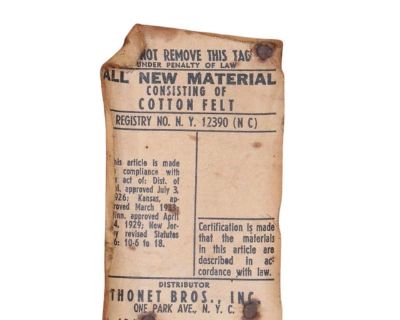 NOT REMOVE THIS TAG
UNDER PENALTY OF LAW
ALL NEW MATERIAL
CONSISTING OF
COTTON FELT
REGISTRY NO. N. Y. 12390 (N C)
his article is made
compliance with
act of: Dist. of
approved July 3,
1926; Kansas, ap-
roved March 1923;
inn. approved April
4, 1929; New Jer-
revised Statutes
6: 10-6 to 18.
Certification is made
that the materials
in this article are
described in ac-
cordance with law.
DISTRIBUTOR
THONET BROS., INC.
ONE PARK AVE., N. Y. C.